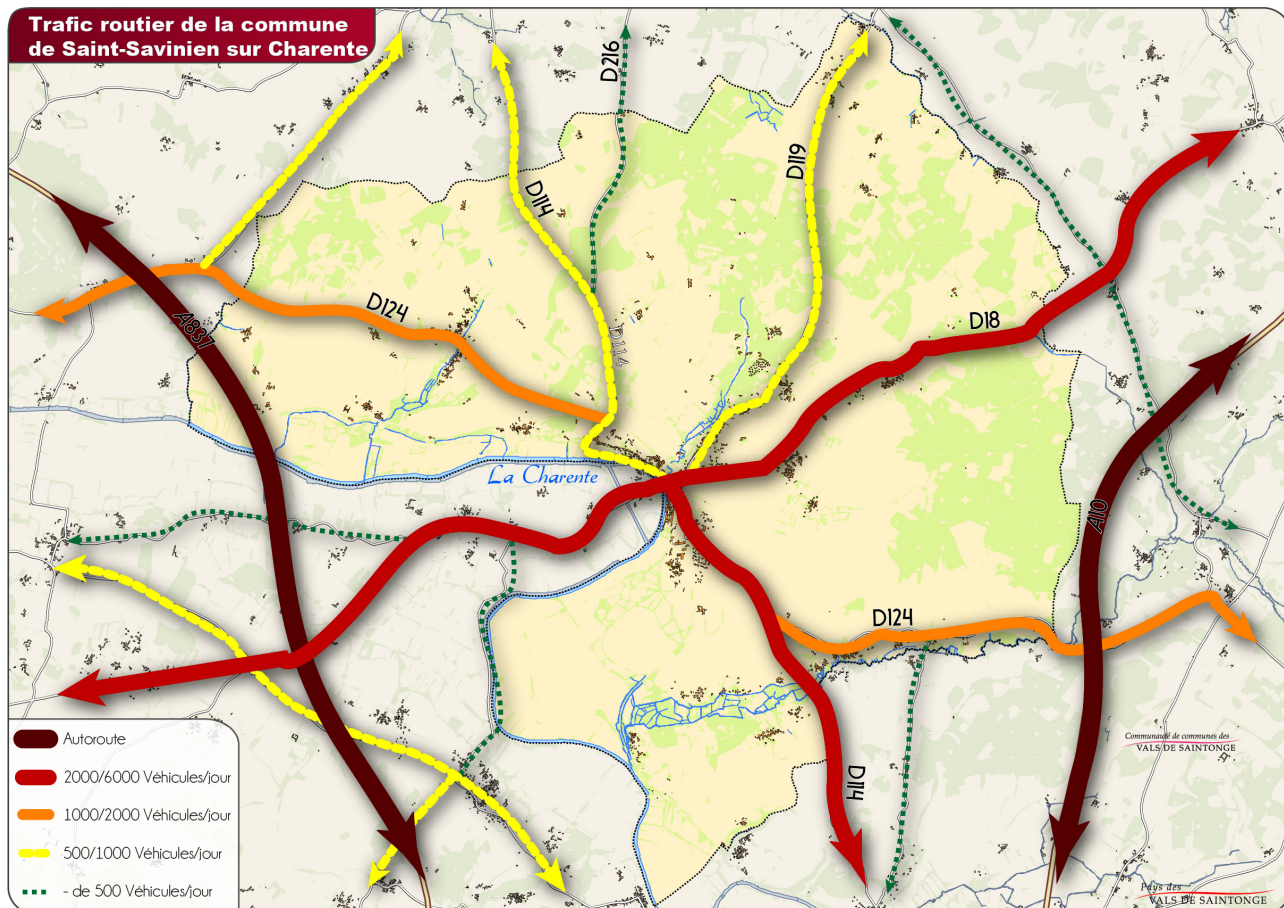 Trafic routier de la commune
de Saint-Savinien sur Charente
D216
D119
D114
D18
D124
A837
D114
La Charente
A10
D124
D114
Autoroute
2000/6000 Véhicules/jour
1000/2000 Véhicules/jour
500/1000 Véhicules/jour
- de 500 Véhicules/jour
Communauté de communes des
VALS DE SAINTONGE
Pays des
VALS DE SAINTONGE